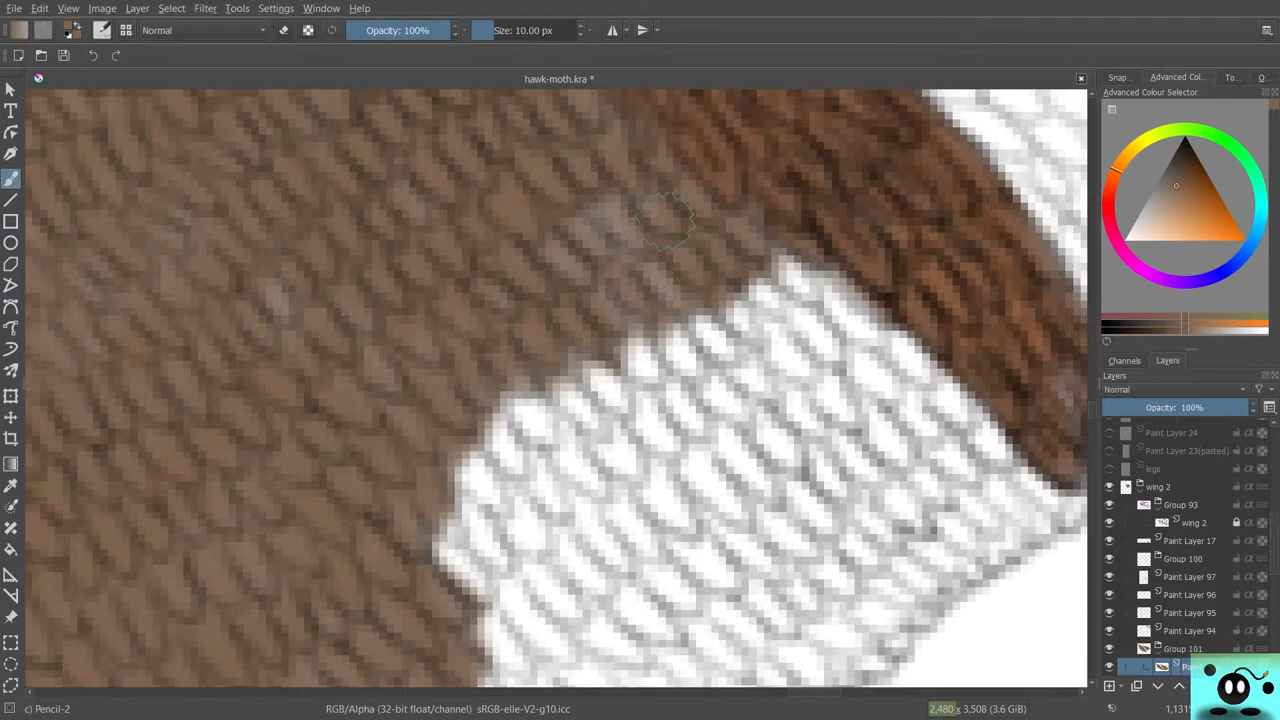 File Edit View Image Layer Select Filter Tools Settings Window Help
Normal Opacity: 100% Size: 10.00 px
hawk-moth.kra *
Snap... Advanced Col... To... O...
Advanced Colour Selector
Channels Layers
Layers
Normal
Opacity: 100%
Paint Layer 24
Paint Layer 23(pasted)
legs
wing 2
Group 93
wing 2
Paint Layer 17
Group 100
Paint Layer 97
Paint Layer 96
Paint Layer 95
Paint Layer 94
Group 101
c) Pencil-2 RGB/Alpha (32-bit float/channel) sRGB-elle-V2-g10.icc 2,480 x 3,508 (3.6 GiB)